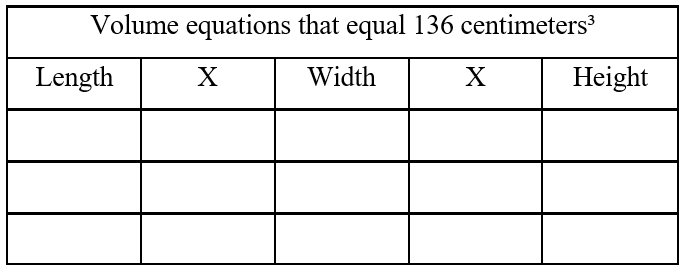 Volume equations that equal 136 centimeters³
Length X Width X Height